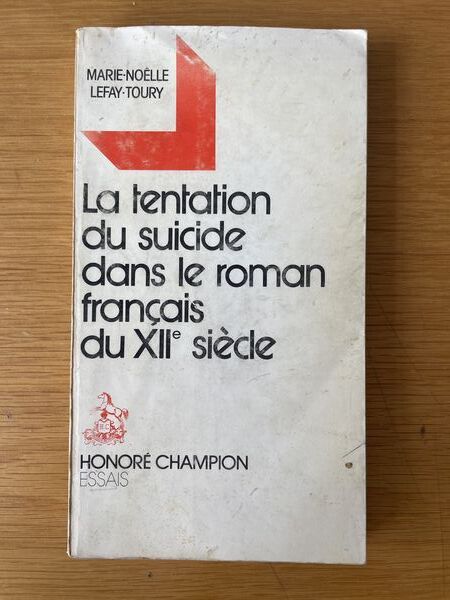 MARIE-NOËLLE
LEFAY-TOURY
La tentation
du suicide
dans le roman
français
du XIIe siècle
H.C
HONORÉ CHAMPION
ESSAIS